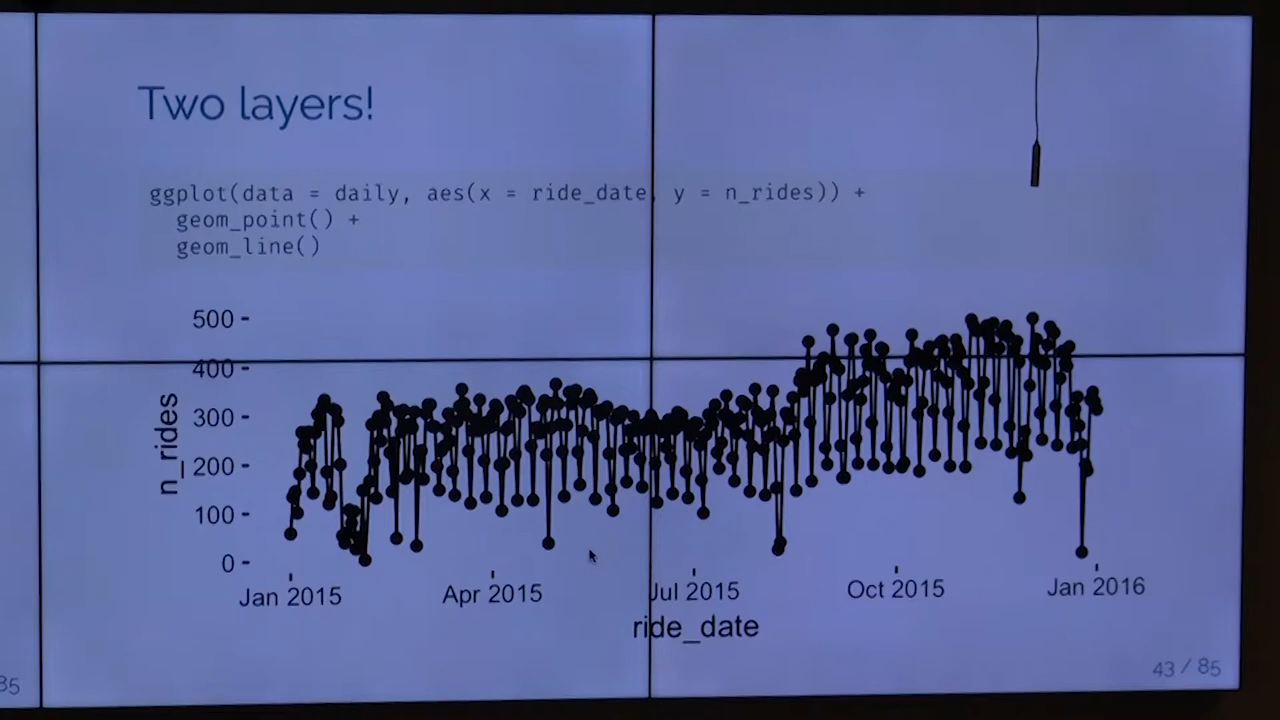 Two layers!
ggplot(data = daily, aes(x = ride_date, y = n_rides)) +
geom_point() +
geom_line()
500
400
300
200
100
0
n_rides
Jan 2015
Apr 2015
Jul 2015
Oct 2015
Jan 2016
ride_date
43 / 85
85